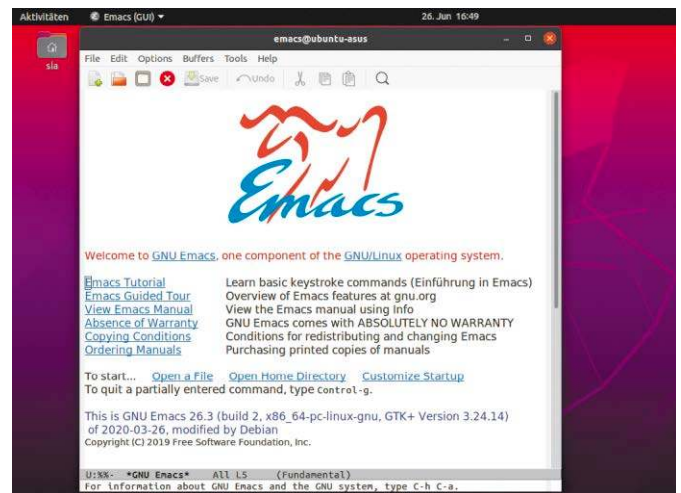 Aktivitäten Emacs (GUI) 26. Jun 16:49
emacs@ubuntu-asus
sla
File Edit Options Buffers Tools Help
Save Undo
Emacs
Welcome to GNU Emacs, one component of the GNU/Linux operating system.
Emacs Tutorial Learn basic keystroke commands (Einführung in Emacs)
Emacs Guided Tour Overview of Emacs features at gnu.org
View Emacs Manual View the Emacs manual using Info
Absence of Warranty GNU Emacs comes with ABSOLUTELY NO WARRANTY
Copying Conditions Conditions for redistributing and changing Emacs
Ordering Manuals Purchasing printed copies of manuals
To start... Open a File Open Home Directory Customize Startup
To quit a partially entered command, type Control-g.
This is GNU Emacs 26.3 (build 2, x86_64-pc-linux-gnu, GTK+ Version 3.24.14)
of 2020-03-26, modified by Debian
Copyright (C) 2019 Free Software Foundation, Inc.
U:%%- *GNU Emacs* All L5 (Fundamental)
For information about GNU Emacs and the GNU system, type C-h C-a.